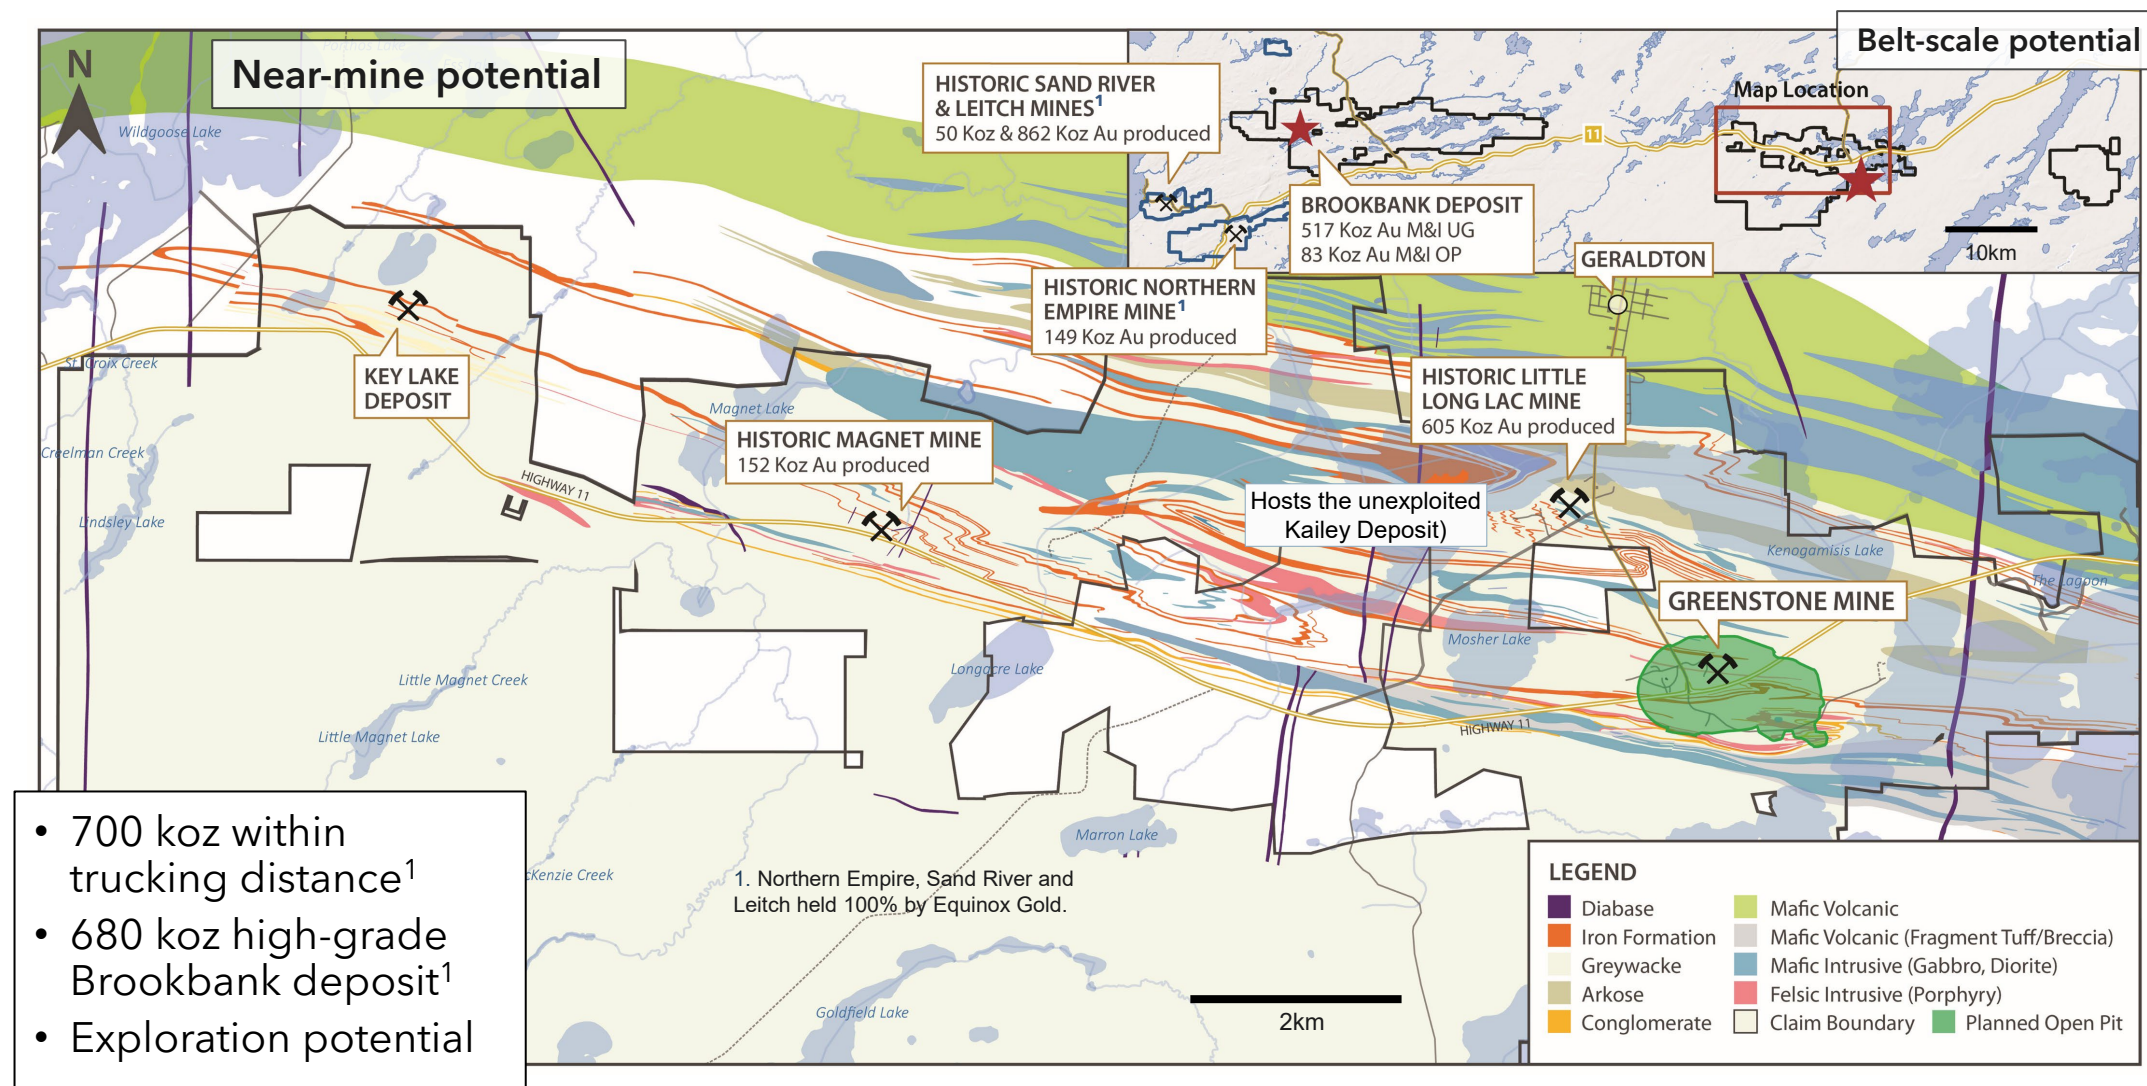 Near-mine potential
Belt-scale potential
N
Wildgoose Lake
HISTORIC SAND RIVER
& LEITCH MINES1
50 Koz & 862 Koz Au produced
Map Location
11
BROOKBANK DEPOSIT
517 Koz Au M&I UG
83 Koz Au M&I OP
10km
GERALDTON
HISTORIC NORTHERN
EMPIRE MINE1
149 Koz Au produced
St. Croix Creek
KEY LAKE
DEPOSIT
HISTORIC LITTLE
LONG LAC MINE
605 Koz Au produced
Magnet Lake
HISTORIC MAGNET MINE
152 Koz Au produced
Creelman Creek
HIGHWAY 11
Lindsley Lake
Hosts the unexploited
Kailey Deposit)
Kenogamisis Lake
The Lagoon
GREENSTONE MINE
Mosher Lake
Longacre Lake
Little Magnet Creek
Little Magnet Lake
HIGHWAY 11
Marron Lake
cKenzie Creek
Goldfield Lake
1. Northern Empire, Sand River and
Leitch held 100% by Equinox Gold.
2km
• 700 koz within
trucking distance1
• 680 koz high-grade
Brookbank deposit1
• Exploration potential
LEGEND
Diabase
Iron Formation
Greywacke
Arkose
Conglomerate
Mafic Volcanic
Mafic Volcanic (Fragment Tuff/Breccia)
Mafic Intrusive (Gabbro, Diorite)
Felsic Intrusive (Porphyry)
Claim Boundary
Planned Open Pit